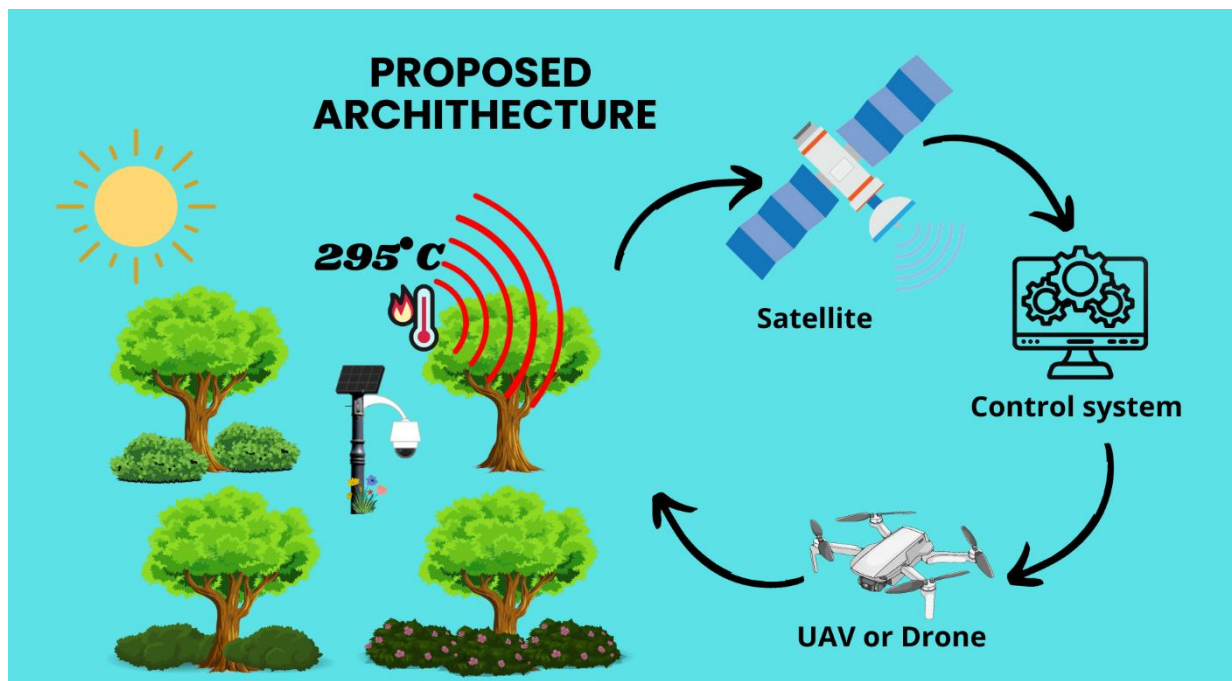 PROPOSED
ARCHITHECTURE
295°C
Satellite
Control system
UAV or Drone